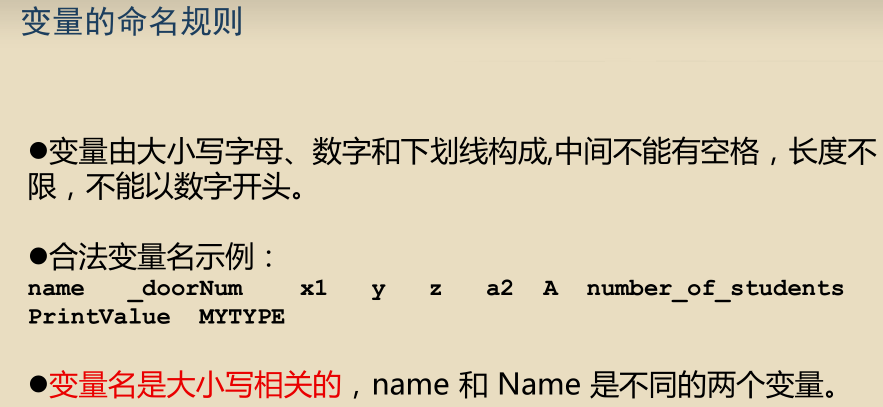 变量的命名规则
●变量由大小写字母、数字和下划线构成,中间不能有空格，长度不
限，不能以数字开头。
●合法变量名示例：
name _doorNum x1 y z a2 A number_of_students
PrintValue MYTYPE
●变量名是大小写相关的，name 和 Name 是不同的两个变量。